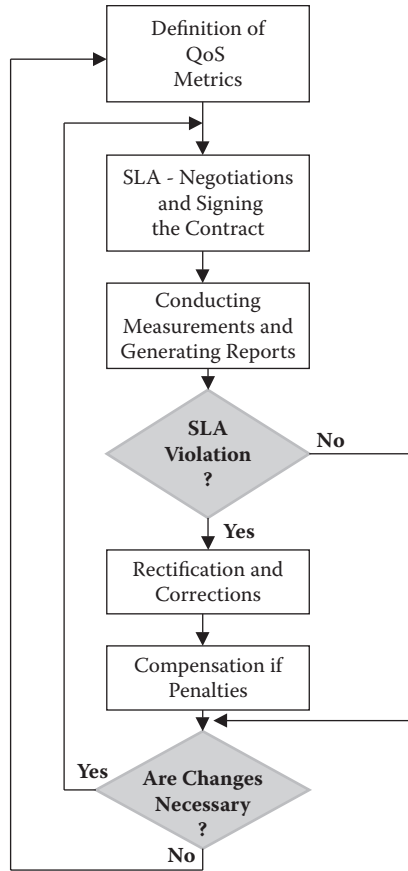 Definition of
QoS
Metrics
SLA - Negotiations
and Signing
the Contract
Conducting
Measurements and
Generating Reports
SLA
Violation
?
No
Yes
Rectification and
Corrections
Compensation if
Penalties
Yes
Are Changes
Necessary
?
No